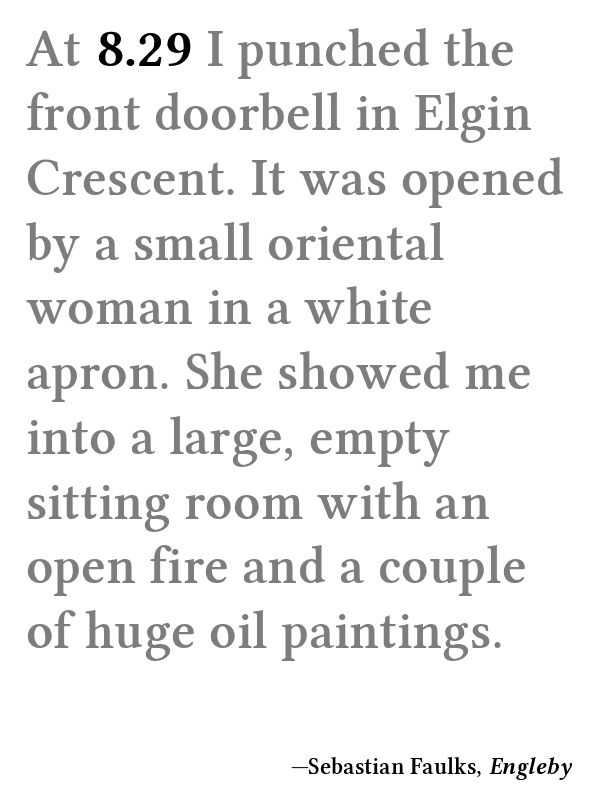 At 8.29 I punched the
front doorbell in Elgin
Crescent. It was opened
by a small oriental
woman in a white
apron. She showed me
into a large, empty
sitting room with an
open fire and a couple
of huge oil paintings.
—Sebastian Faulks, Engleby